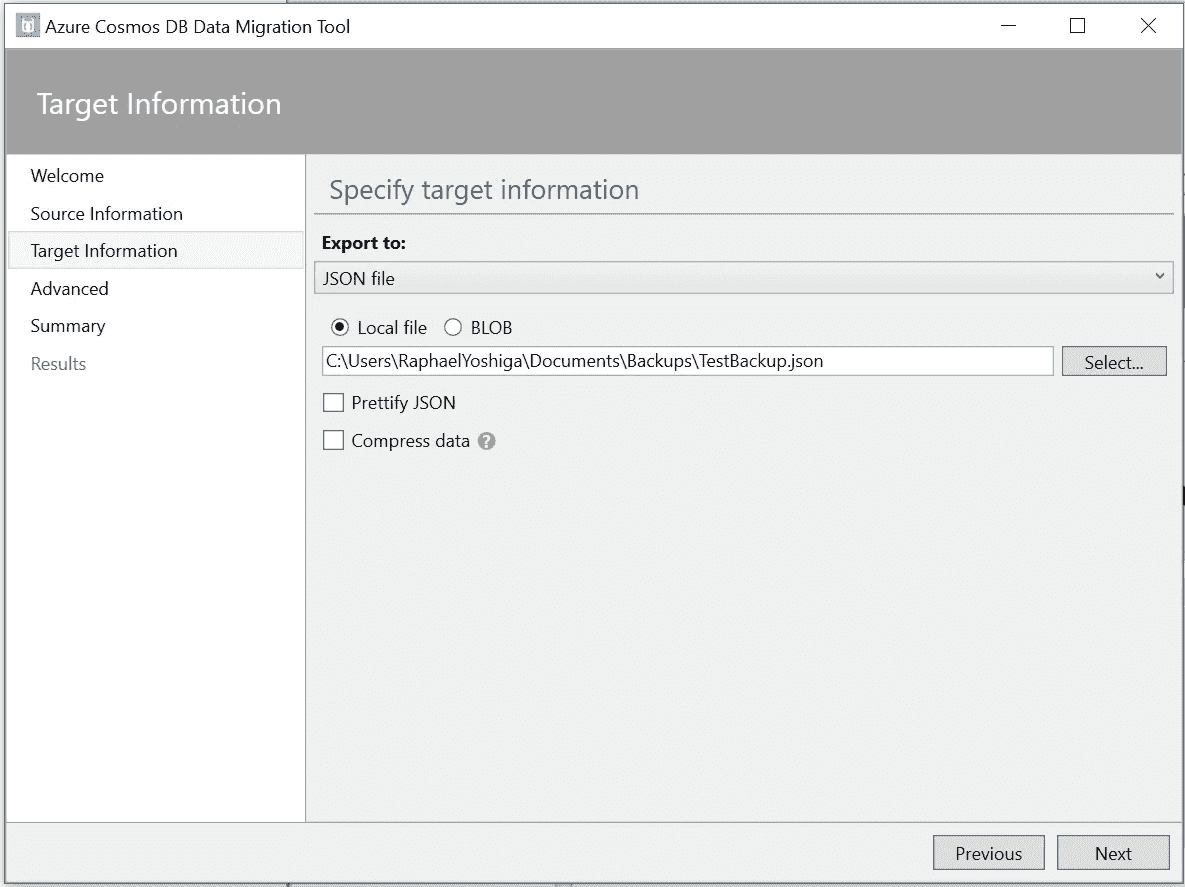 Azure Cosmos DB Data Migration Tool
Target Information
Welcome
Source Information
Target Information
Advanced
Summary
Results
Specify target information
Export to:
JSON file
Local file BLOB
C:\Users\RaphaelYoshiga\Documents\Backups\TestBackup.json Select...
Prettify JSON
Compress data ?
Previous Next